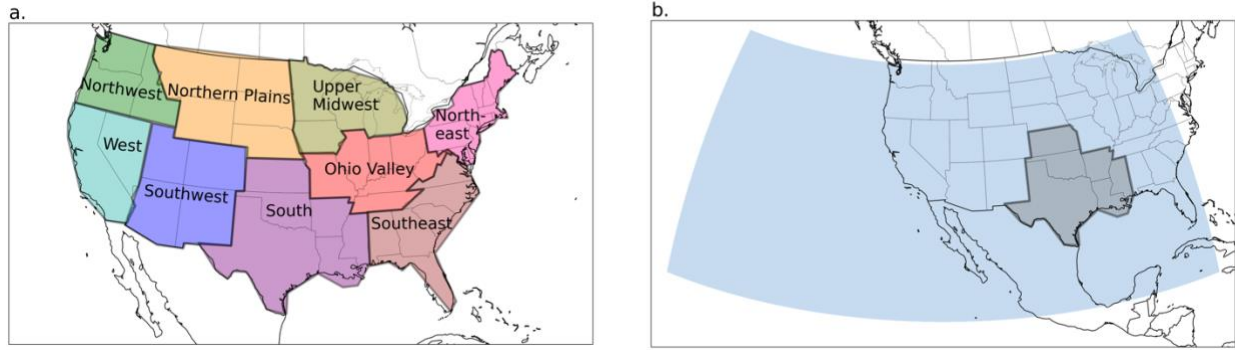 a.
b.
Northwest
Northern Plains
Upper
Midwest
North-
east
West
Ohio Valley
Southwest
South
Southeast